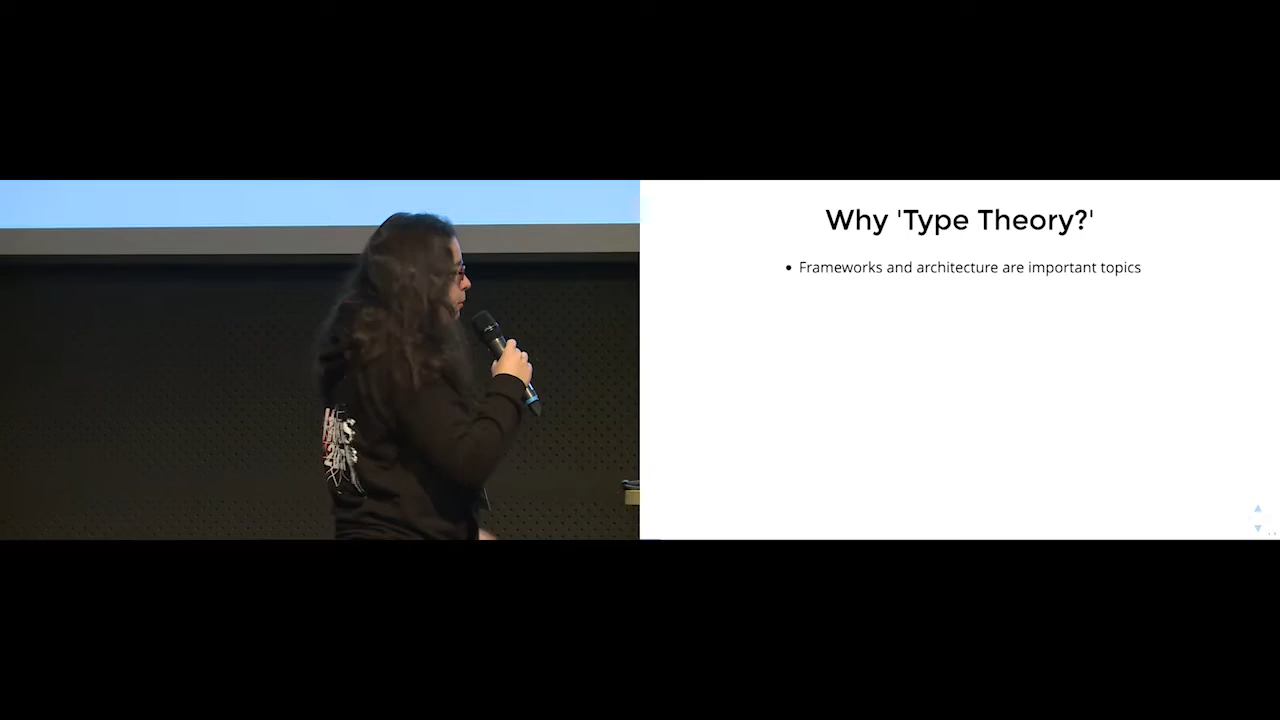 Why 'Type Theory?'
Frameworks and architecture are important topics